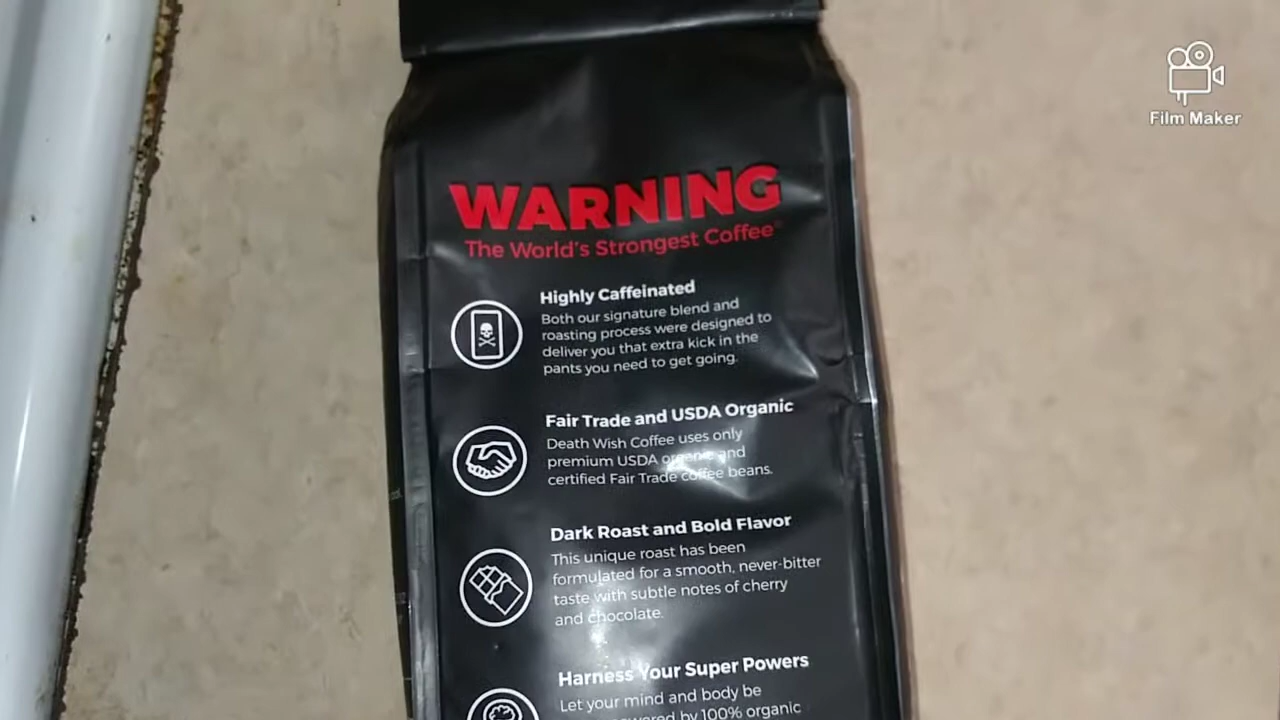 Film Maker
WARNING
The World's Strongest Coffee
Highly Caffeinated
Both our signature blend and
roasting process were designed to
deliver you that extra kick in the
pants you need to get going.
Fair Trade and USDA Organic
Death Wish Coffee uses only
premium USDA organic and
certified Fair Trade coffee beans.
Dark Roast and Bold Flavor
This unique roast has been
formulated for a smooth, never-bitter
taste with subtle notes of cherry
and chocolate.
Harness Your Super Powers
Let your mind and body be
by 100% organic